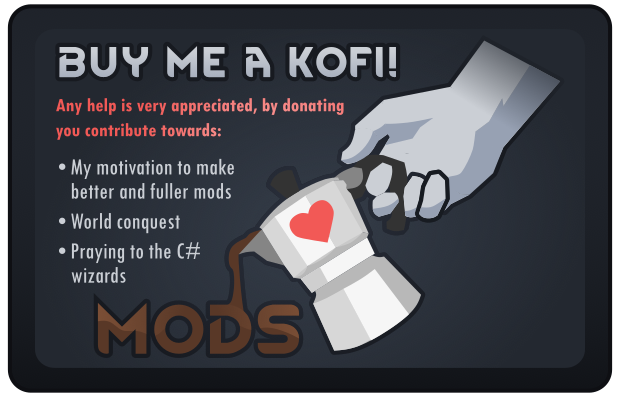 BUY ME A KOFI!
Any help is very appreciated, by donating
you contribute towards:
• My motivation to make
better and fuller mods
• World conquest
• Praying to the C#
wizards
MODS